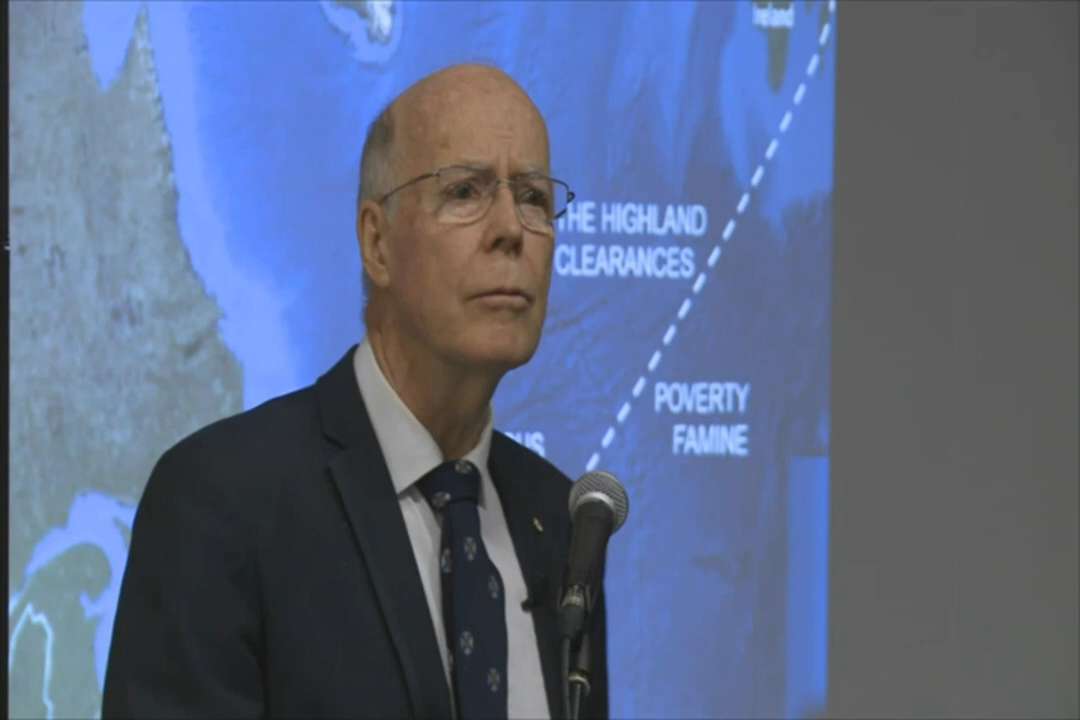 Ireland
THE HIGHLAND
CLEARANCES
POVERTY
FAMINE